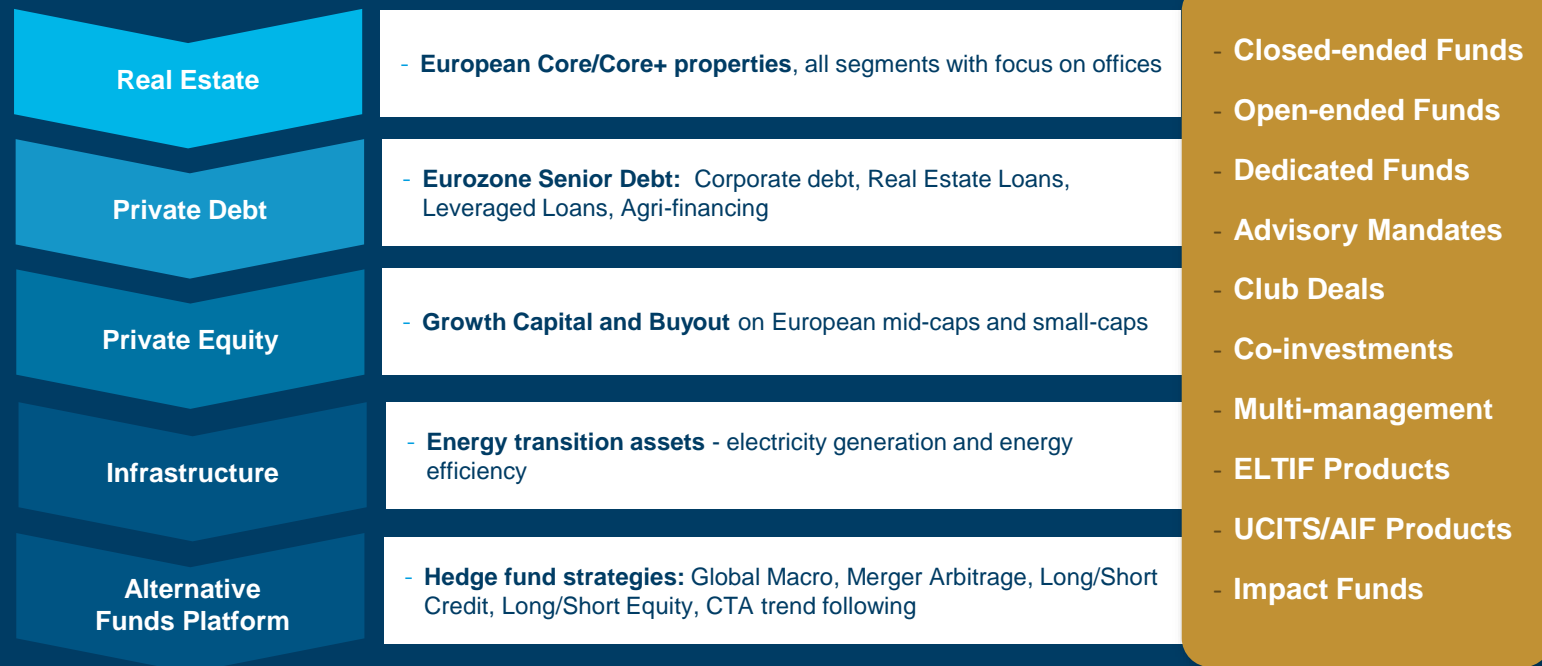 Real Estate
- European Core/Core+ properties, all segments with focus on offices
Private Debt
- Eurozone Senior Debt: Corporate debt, Real Estate Loans,
Leveraged Loans, Agri-financing
Private Equity
- Growth Capital and Buyout on European mid-caps and small-caps
Infrastructure
- Energy transition assets - electricity generation and energy
efficiency
Alternative
Funds Platform
- Hedge fund strategies: Global Macro, Merger Arbitrage, Long/Short
Credit, Long/Short Equity, CTA trend following
- Closed-ended Funds
- Open-ended Funds
- Dedicated Funds
- Advisory Mandates
- Club Deals
- Co-investments
- Multi-management
- ELTIF Products
- UCITS/AIF Products
- Impact Funds